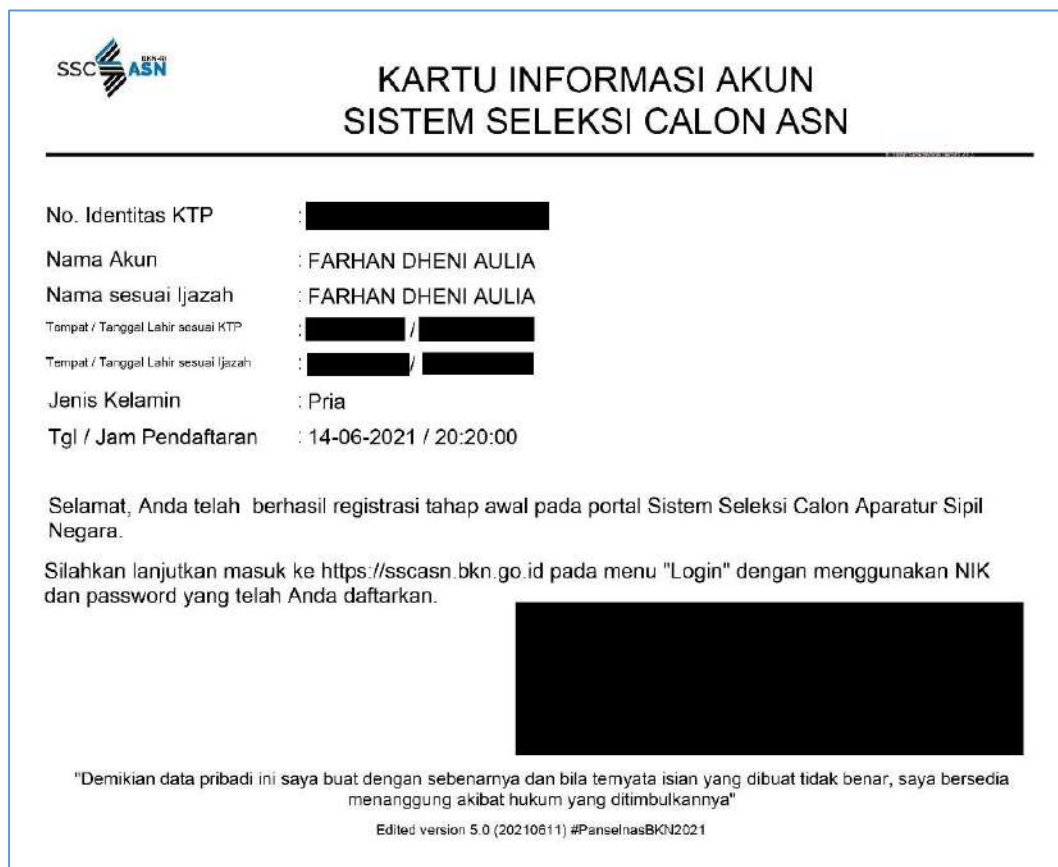 SSC ASN
BKN-RI
KARTU INFORMASI AKUN
SISTEM SELEKSI CALON ASN
No. Identitas KTP :
Nama Akun : FARHAN DHENI AULIA
Nama sesuai Ijazah : FARHAN DHENI AULIA
Tempat / Tanggal Lahir sesuai KTP : /
Tempat / Tanggal Lahir sesuai Ijazah : /
Jenis Kelamin : Pria
Tgl / Jam Pendaftaran : 14-06-2021 / 20:20:00
Selamat, Anda telah berhasil registrasi tahap awal pada portal Sistem Seleksi Calon Aparatur Sipil
Negara.
Silahkan lanjutkan masuk ke https://sscasn.bkn.go.id pada menu "Login" dengan menggunakan NIK
dan password yang telah Anda daftarkan.
"Demikian data pribadi ini saya buat dengan sebenarnya dan bila ternyata isian yang dibuat tidak benar, saya bersedia
menanggung akibat hukum yang ditimbulkannya"
Edited version 5.0 (20210611) #PanselnasBKN2021